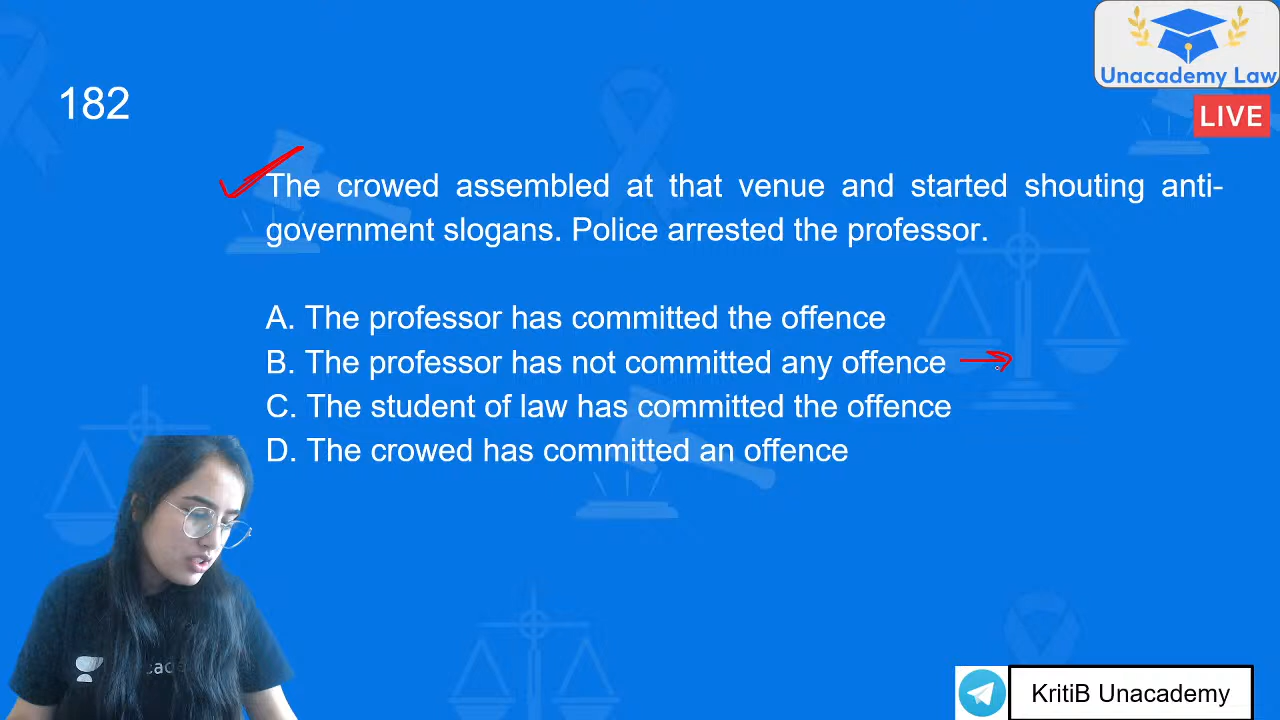 Unacademy Law
LIVE
182
The crowed assembled at that venue and started shouting anti-
government slogans. Police arrested the professor.
A. The professor has committed the offence
B. The professor has not committed any offence
C. The student of law has committed the offence
D. The crowed has committed an offence
KritiB Unacademy